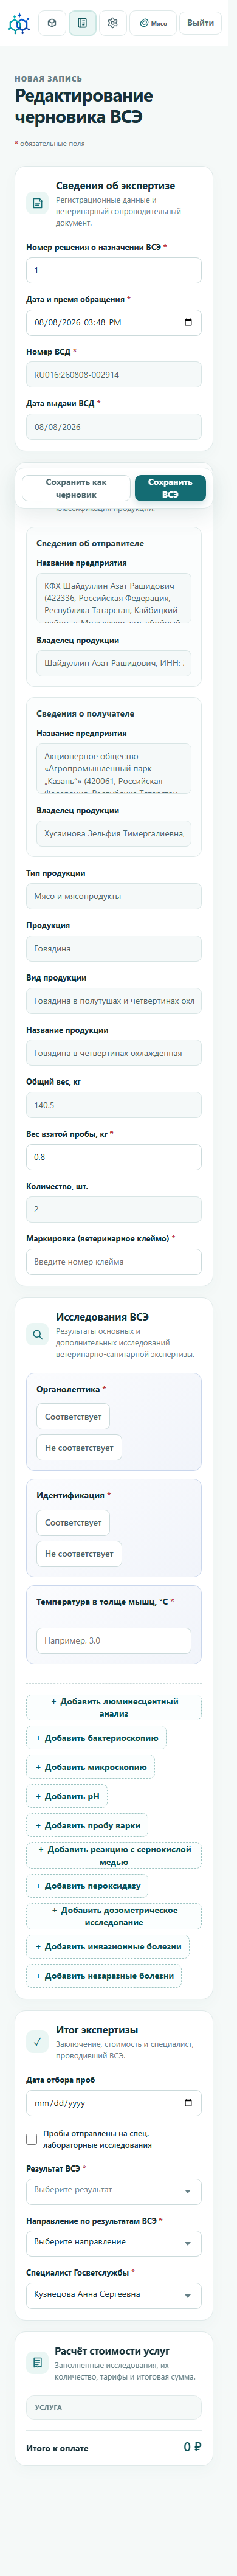 Мясо
Выйти
НОВАЯ ЗАПИСЬ
Редактирование
черновика ВСЭ
* обязательные поля
Сведения об экспертизе
Регистрационные данные и
ветеринарный сопроводительный
документ.
Номер решения о назначении ВСЭ *
1
Дата и время обращения *
08/08/2026 03:48 PM
Номер ВСД *
RU016:260808-002914
Дата выдачи ВСД *
08/08/2026
Сохранить как
черновик
Сохранить
ВСЭ
классификация продукции.
Сведения об отправителе
Название предприятия
КФХ Шайдуллин Азат Рашидович
(422336, Российская Федерация,
Республика Татарстан, Кайбицкий
Владелец продукции
Шайдуллин Азат Рашидович, ИНН:
Сведения о получателе
Название предприятия
Акционерное общество
«Агропромышленный парк
„Казань“» (420061, Российская
Федерация, Республика Татарстан,
Владелец продукции
Хусаинова Зельфия Тимергалиевна
Тип продукции
Мясо и мясопродукты
Продукция
Говядина
Вид продукции
Говядина в полутушах и четвертинах охл
Название продукции
Говядина в четвертинах охлажденная
Общий вес, кг
140.5
Вес взятой пробы, кг *
0.8
Количество, шт.
2
Маркировка (ветеринарное клеймо) *
Введите номер клейма
Исследования ВСЭ
Результаты основных и
дополнительных исследований
ветеринарно-санитарной экспертизы.
Органолептика *
Соответствует
Не соответствует
Идентификация *
Соответствует
Не соответствует
Температура в толще мышц, °C *
Например, 3,0
+ Добавить люминесцентный
анализ
+ Добавить бактериоскопию
+ Добавить микроскопию
+ Добавить pH
+ Добавить пробу варки
+ Добавить реакцию с сернокислой
медью
+ Добавить пероксидазу
+ Добавить дозометрическое
исследование
+ Добавить инвазионные болезни
+ Добавить незаразные болезни
Итог экспертизы
Заключение, стоимость и специалист,
проводивший ВСЭ.
Дата отбора проб
mm/dd/yyyy
Пробы отправлены на спец.
лабораторные исследования
Результат ВСЭ *
Выберите результат
Направление по результатам ВСЭ *
Выберите направление
Специалист Госветслужбы *
Кузнецова Анна Сергеевна
Расчёт стоимости услуг
Заполненные исследования, их
количество, тарифы и итоговая сумма.
УСЛУГА
Итого к оплате
0 ₽